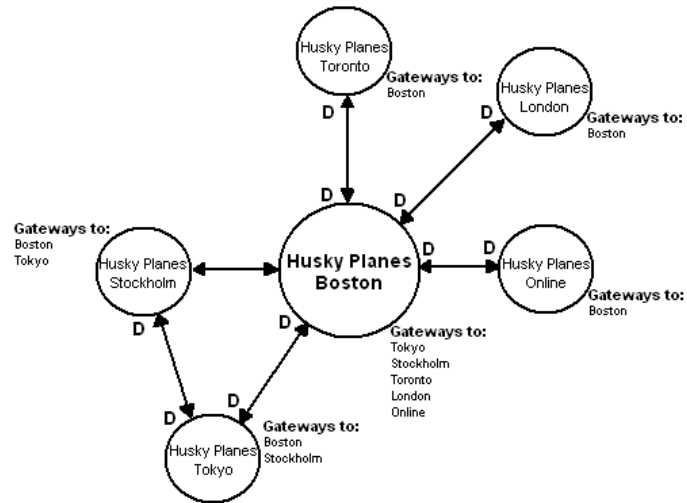 Husky Planes
Toronto
Gateways to:
Boston
D
Husky Planes
London
D
Gateways to:
Boston
D
D
Gateways to:
Boston
Tokyo
Husky Planes
Stockholm
Husky Planes
Boston
D
D
Husky Planes
Online
Gateways to:
Boston
D
D
Gateways to:
Tokyo
Stockholm
Toronto
London
Online
D
D
Husky Planes
Tokyo
Gateways to:
Boston
Stockholm